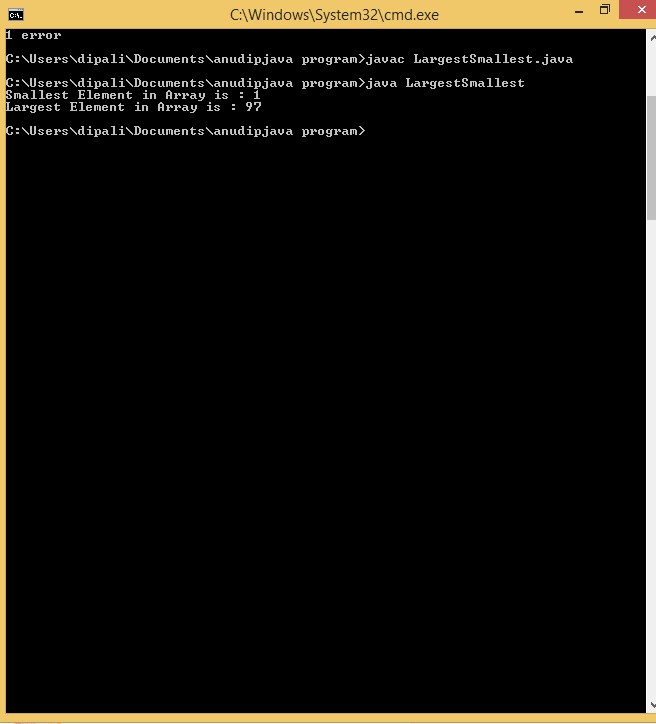 C:\Windows\System32\cmd.exe
1 error
C:\Users\dipali\Documents\anudipjava program>javac LargestSmallest.java
C:\Users\dipali\Documents\anudipjava program>java LargestSmallest
Smallest Element in Array is : 1
Largest Element in Array is : 97
C:\Users\dipali\Documents\anudipjava program>